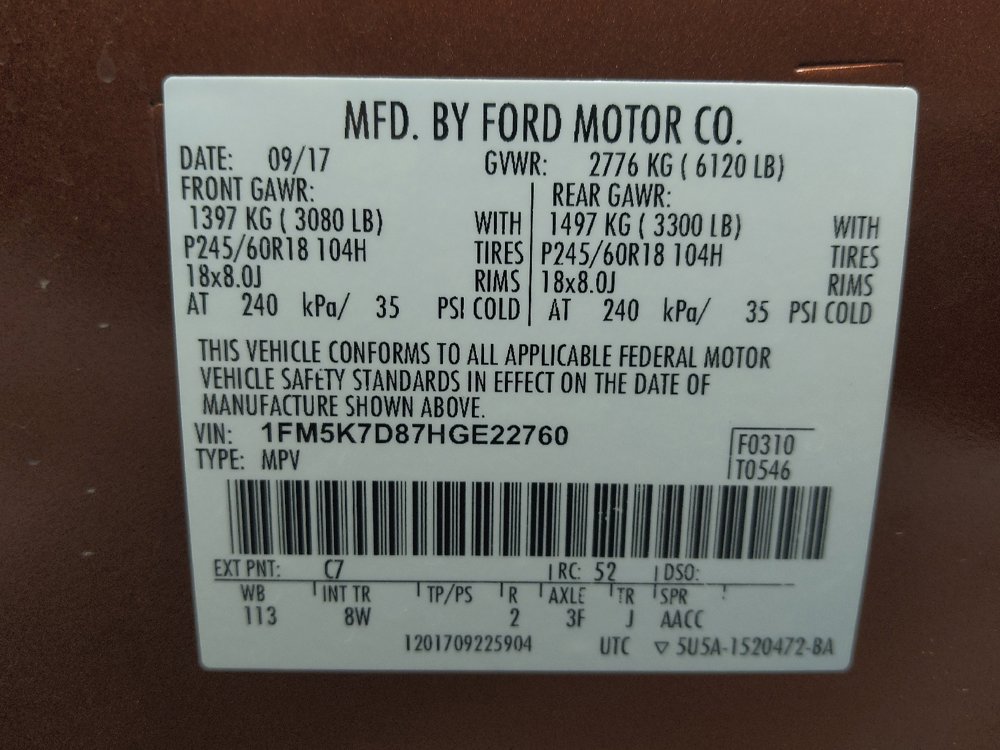 MFD. BY FORD MOTOR CO.
DATE: 09/17 GVWR: 2776 KG ( 6120 LB)
FRONT GAWR: REAR GAWR:
1397 KG ( 3080 LB) WITH 1497 KG ( 3300 LB) WITH
P245/60R18 104H TIRES P245/60R18 104H TIRES
18x8.0J RIMS 18x8.0J RIMS
AT 240 kPa/ 35 PSI COLD AT 240 kPa/ 35 PSI COLD
THIS VEHICLE CONFORMS TO ALL APPLICABLE FEDERAL MOTOR
VEHICLE SAFETY STANDARDS IN EFFECT ON THE DATE OF
MANUFACTURE SHOWN ABOVE.
VIN: 1FM5K7D87HGE22760
F0310
TYPE: MPV T0546
EXT PNT: C7 RC: 52 DSO:
WB INT TR TP/PS R AXLE TR SPR
113 8W 2 3F J AACC
1201709225904 UTC ▽ 5U5A-1520472-BA